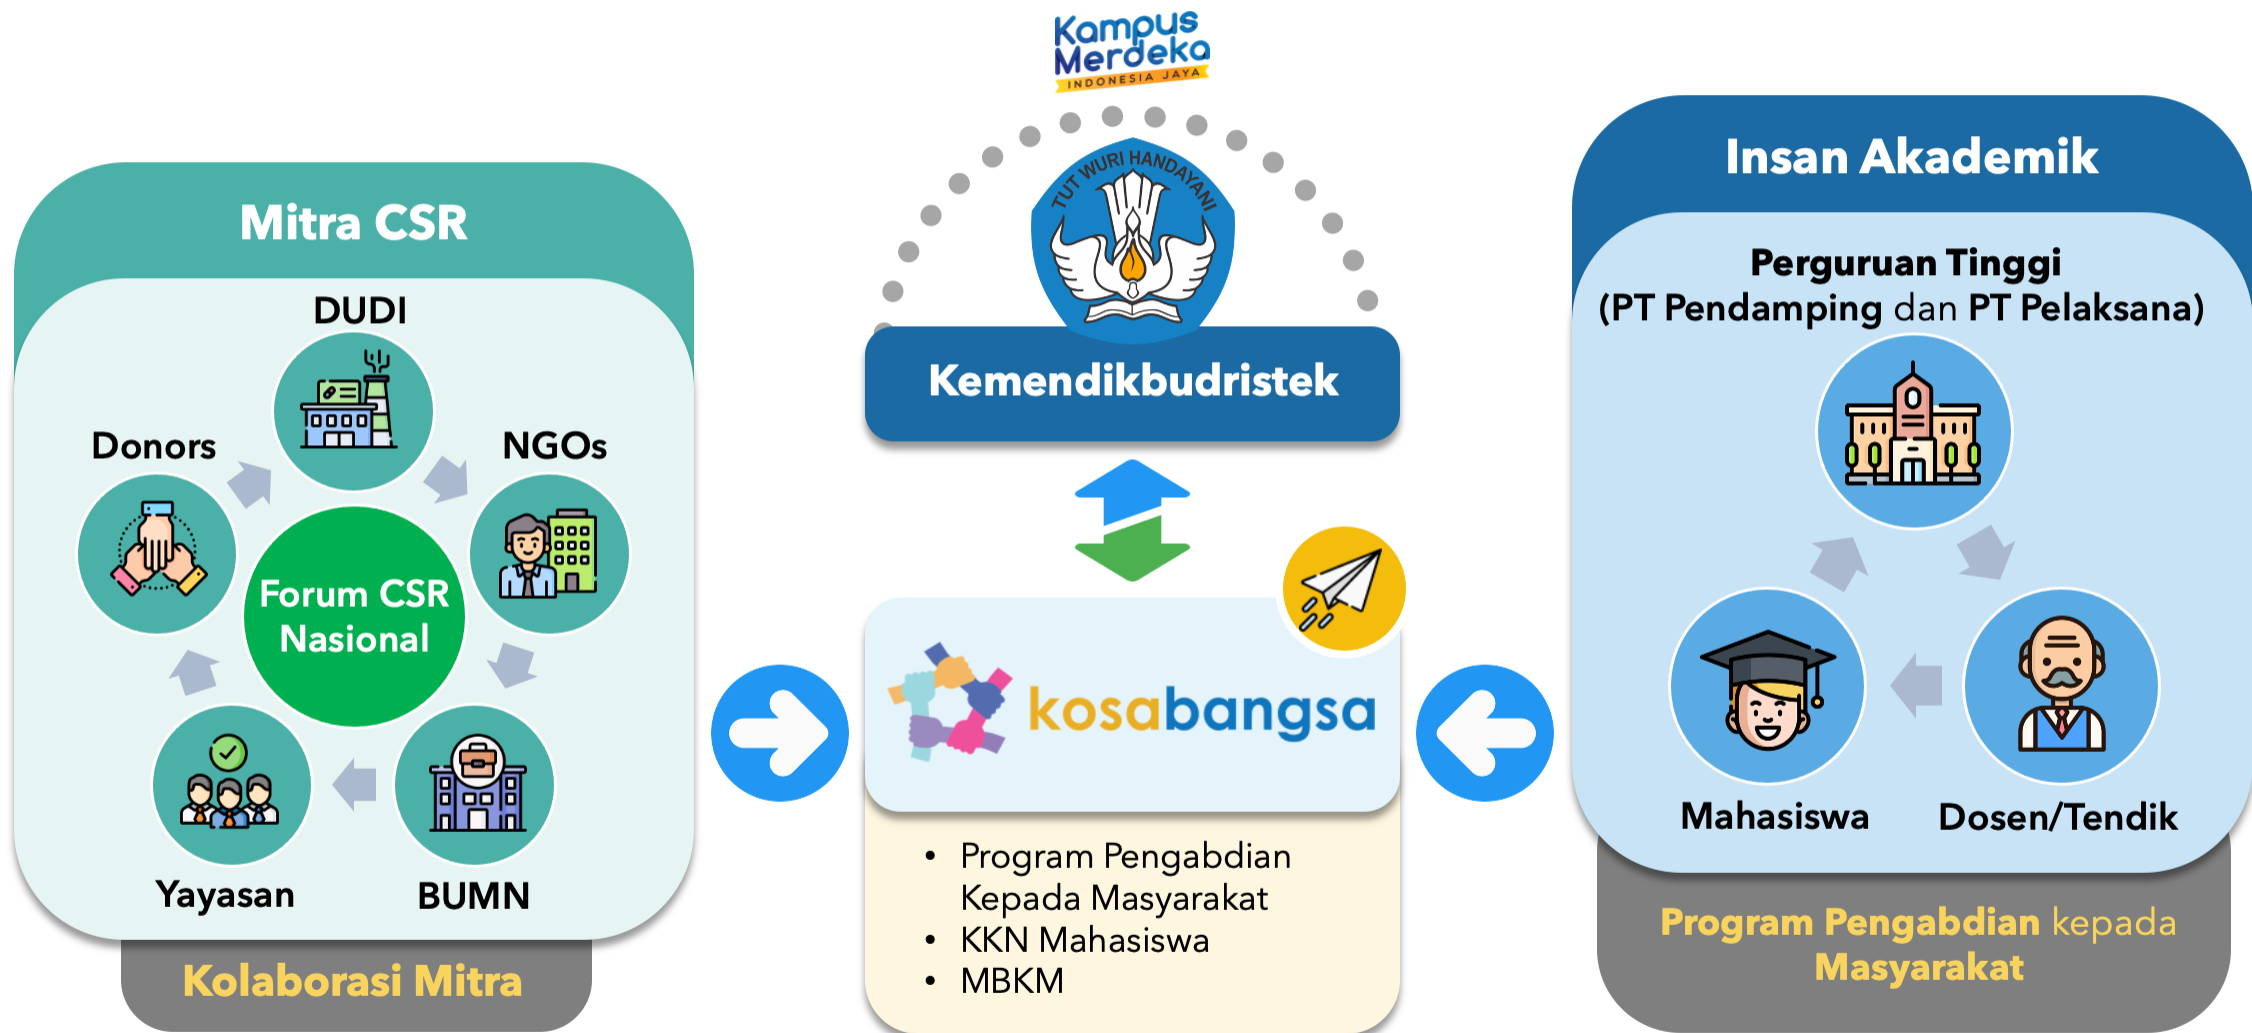 Kampus
Merdeka
INDONESIA JAYA
TUT WURI HANDAYANI
Kemendikbudristek
Mitra CSR
DUDI
Donors
NGOs
Forum CSR
Nasional
Yayasan
BUMN
Kolaborasi Mitra
kosabangsa
• Program Pengabdian
Kepada Masyarakat
• KKN Mahasiswa
• MBKM
Insan Akademik
Perguruan Tinggi
(PT Pendamping dan PT Pelaksana)
Mahasiswa
Dosen/Tendik
Program Pengabdian kepada
Masyarakat